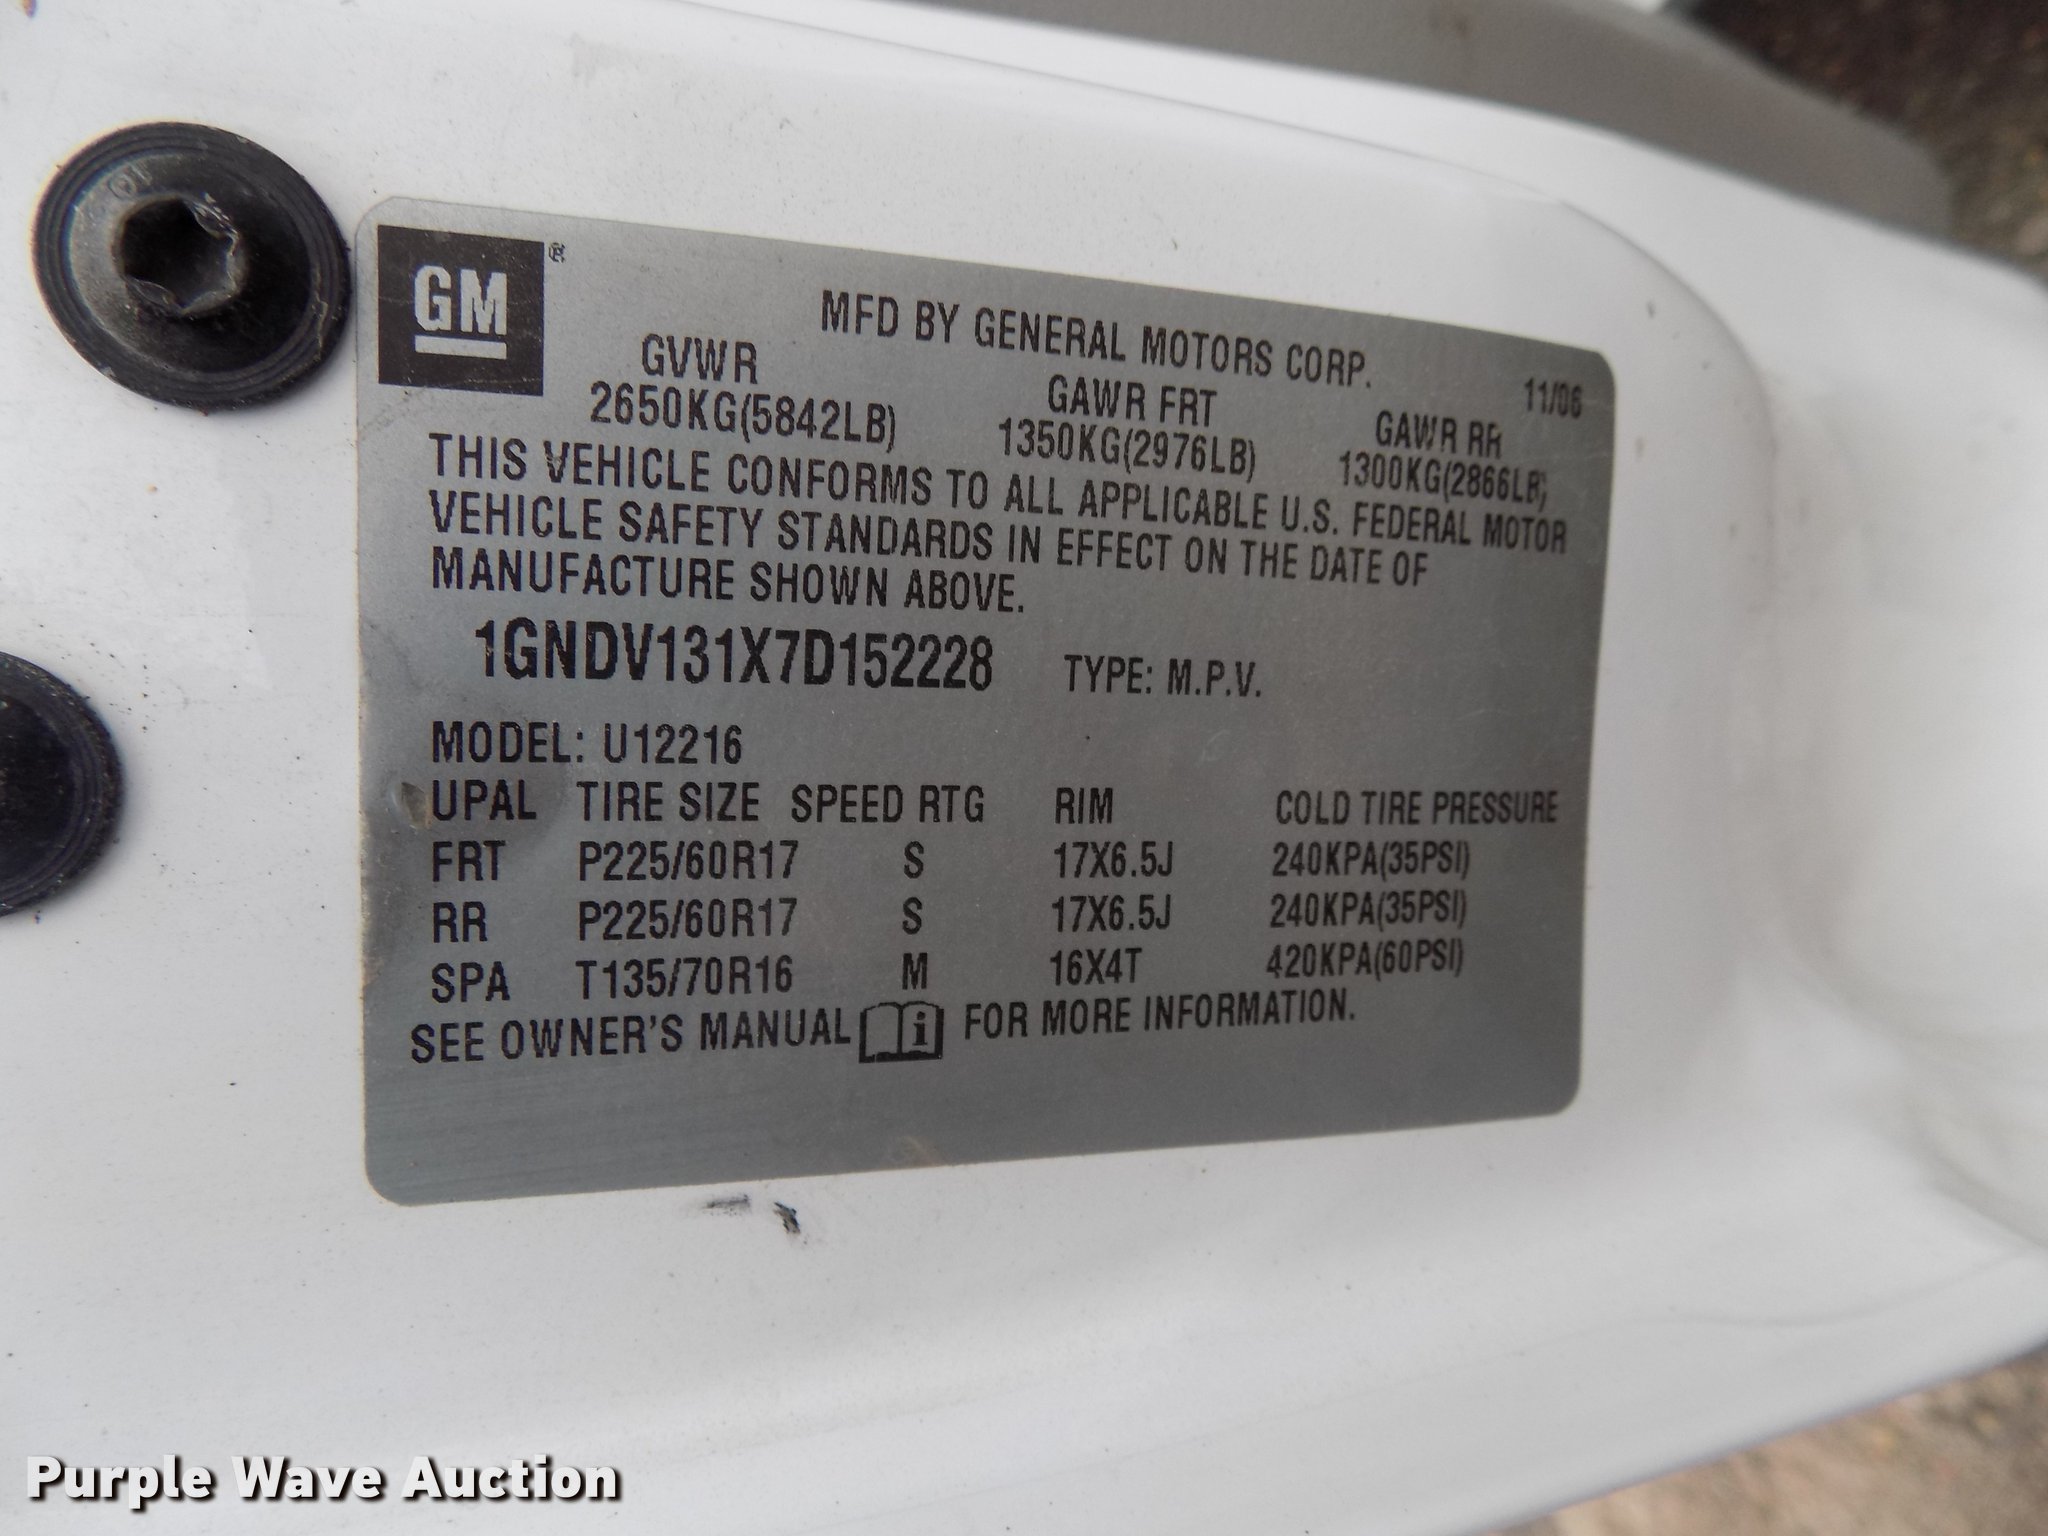 GM ®
MFD BY GENERAL MOTORS CORP.
11/06
GVWR GAWR FRT GAWR RR
2650KG(5842LB) 1350KG(2976LB) 1300KG(2866LB)
THIS VEHICLE CONFORMS TO ALL APPLICABLE U.S. FEDERAL MOTOR
VEHICLE SAFETY STANDARDS IN EFFECT ON THE DATE OF
MANUFACTURE SHOWN ABOVE.
1GNDV131X7D152228 TYPE: M.P.V.
MODEL: U12216
UPAL TIRE SIZE SPEED RTG RIM COLD TIRE PRESSURE
FRT P225/60R17 S 17X6.5J 240KPA(35PSI)
RR P225/60R17 S 17X6.5J 240KPA(35PSI)
SPA T135/70R16 M 16X4T 420KPA(60PSI)
SEE OWNER'S MANUAL i FOR MORE INFORMATION.
Purple Wave Auction